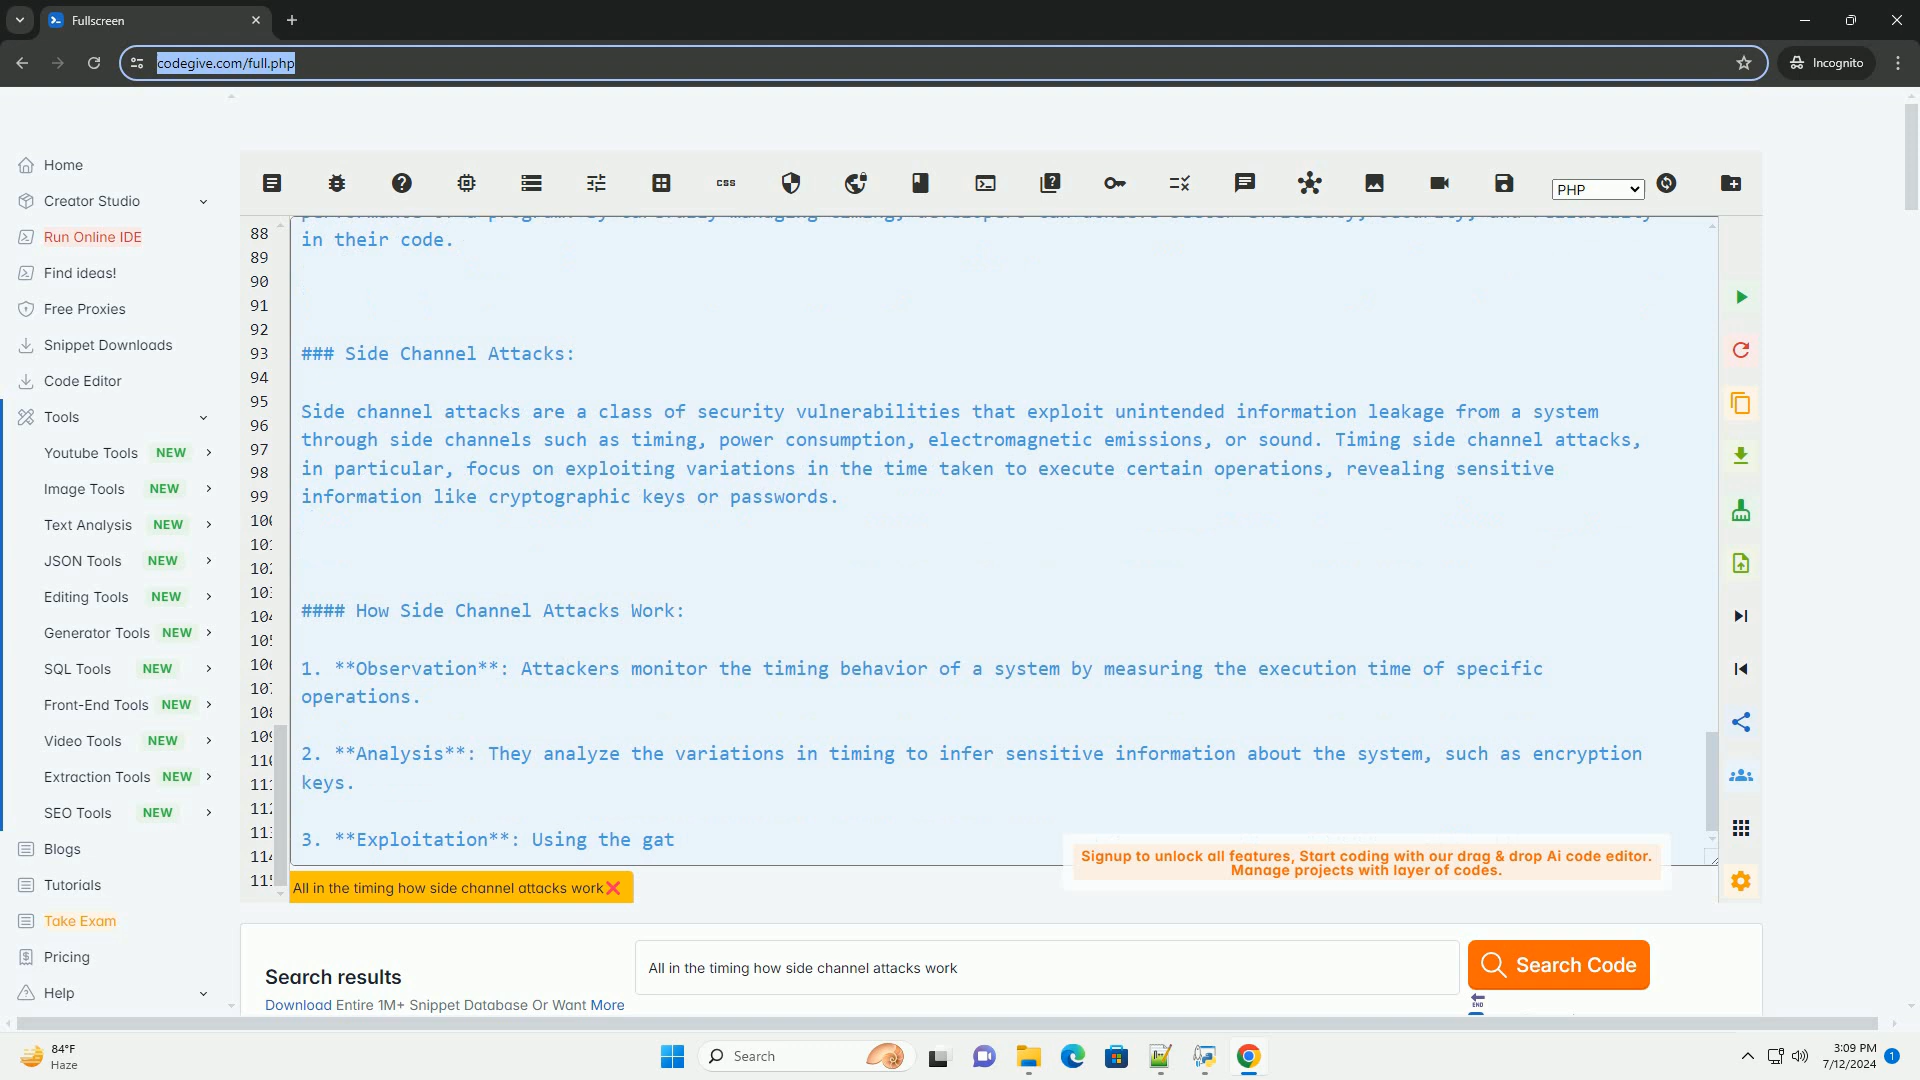 Fullscreen
codegive.com/full.php
Incognito
Home
Creator Studio
Run Online IDE
Find ideas!
Free Proxies
Snippet Downloads
Code Editor
Tools
Youtube Tools NEW
Image Tools NEW
Text Analysis NEW
JSON Tools NEW
Editing Tools NEW
Generator Tools NEW
SQL Tools NEW
Front-End Tools NEW
Video Tools NEW
Extraction Tools NEW
SEO Tools NEW
Blogs
Tutorials
Take Exam
Pricing
Help
css
PHP
88
89
90
91
92
93
94
95
96
97
98
99
in their code.
### Side Channel Attacks:
Side channel attacks are a class of security vulnerabilities that exploit unintended information leakage from a system
through side channels such as timing, power consumption, electromagnetic emissions, or sound. Timing side channel attacks,
in particular, focus on exploiting variations in the time taken to execute certain operations, revealing sensitive
information like cryptographic keys or passwords.
#### How Side Channel Attacks Work:
1. **Observation**: Attackers monitor the timing behavior of a system by measuring the execution time of specific
operations.
2. **Analysis**: They analyze the variations in timing to infer sensitive information about the system, such as encryption
keys.
3. **Exploitation**: Using the gat
Signup to unlock all features, Start coding with our drag & drop Ai code editor.
Manage projects with layer of codes.
All in the timing how side channel attacks work
Search results
Download Entire 1M+ Snippet Database Or Want More
All in the timing how side channel attacks work
Search Code
END
84°F
Haze
Search
3:09 PM
7/12/2024
1